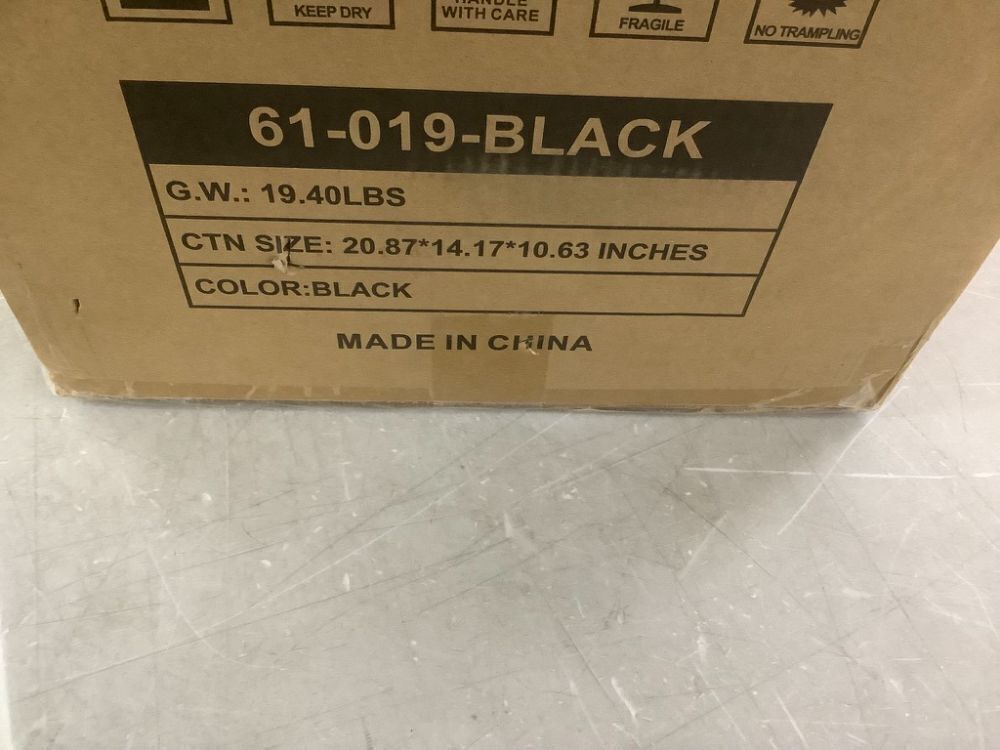 KEEP DRY
HANDLE
WITH CARE
FRAGILE
NO TRAMPLING
61-019-BLACK
G.W.: 19.40LBS
CTN SIZE: 20.87*14.17*10.63 INCHES
COLOR:BLACK
MADE IN CHINA